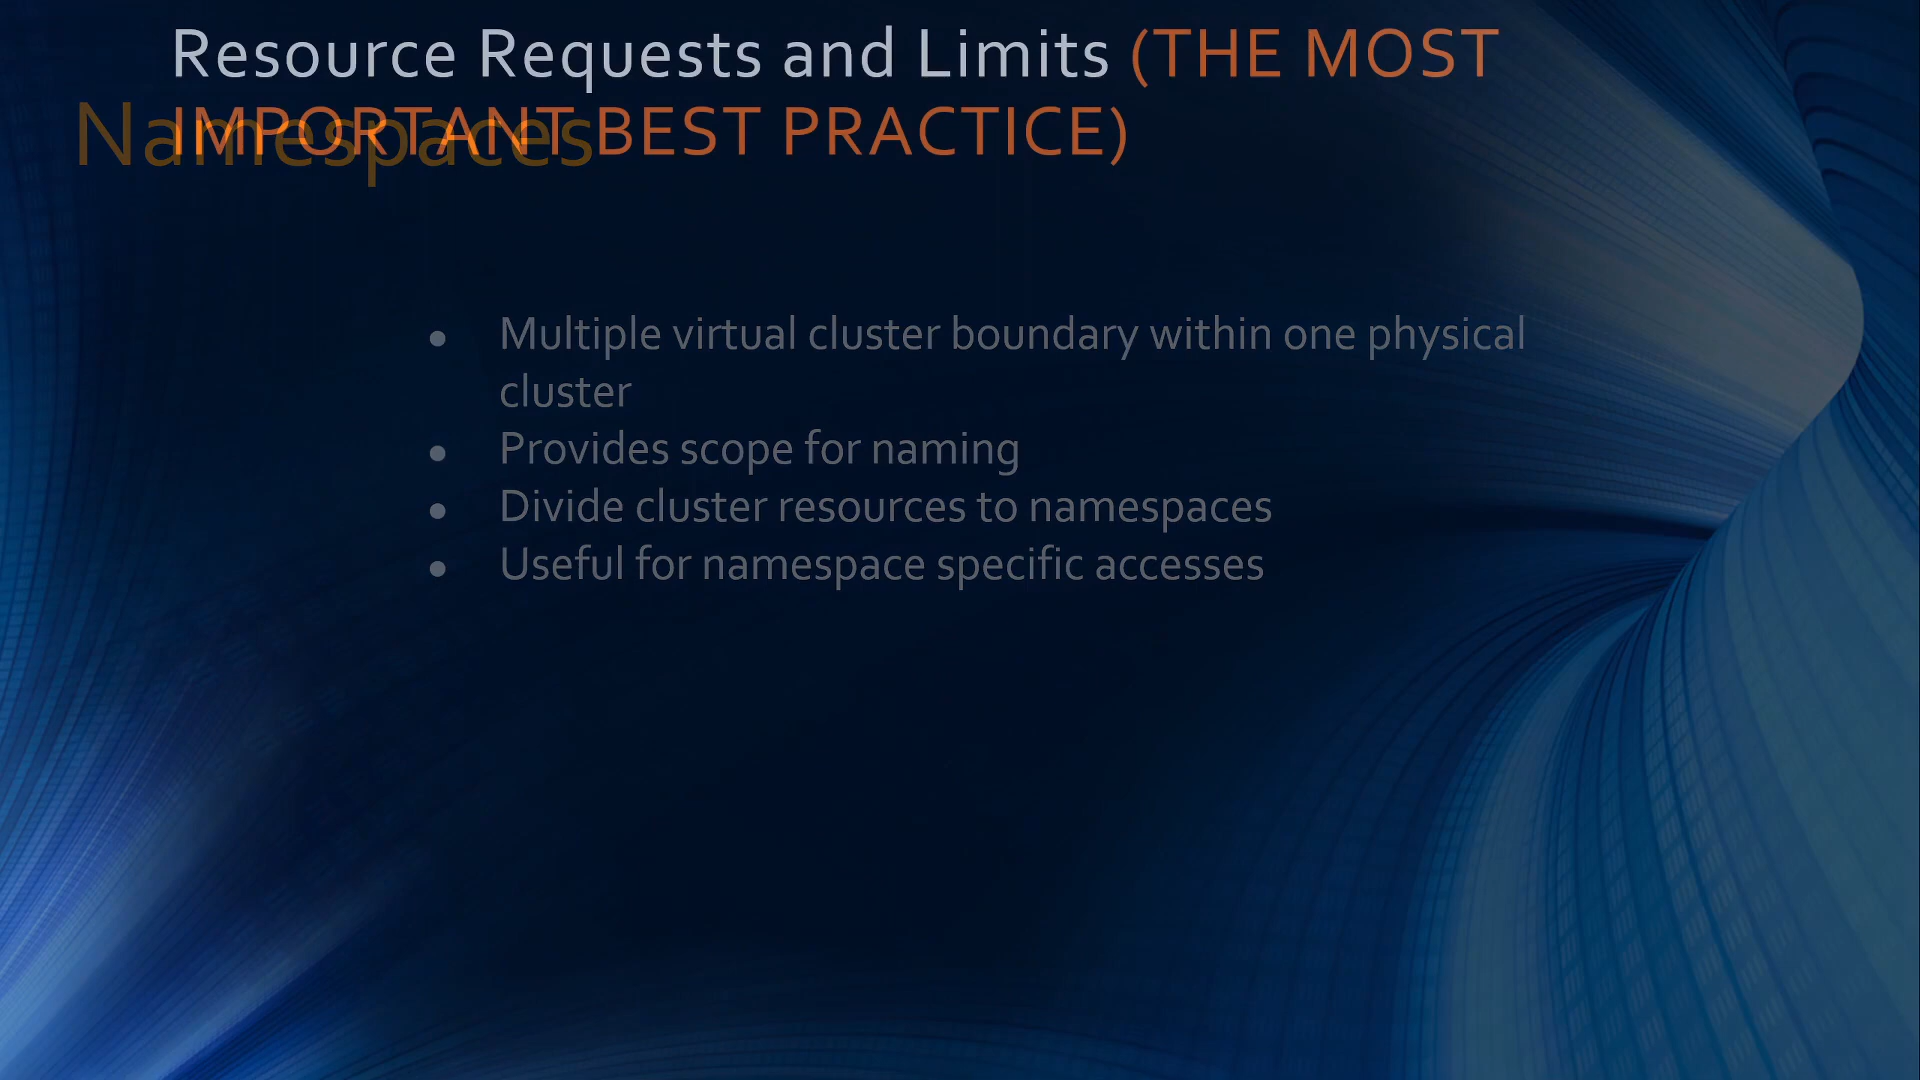 Resource Requests and Limits (THE MOST
IMPORTANT BEST PRACTICE)
Namespaces
● Multiple virtual cluster boundary within one physical
cluster
● Provides scope for naming
● Divide cluster resources to namespaces
● Useful for namespace specific accesses